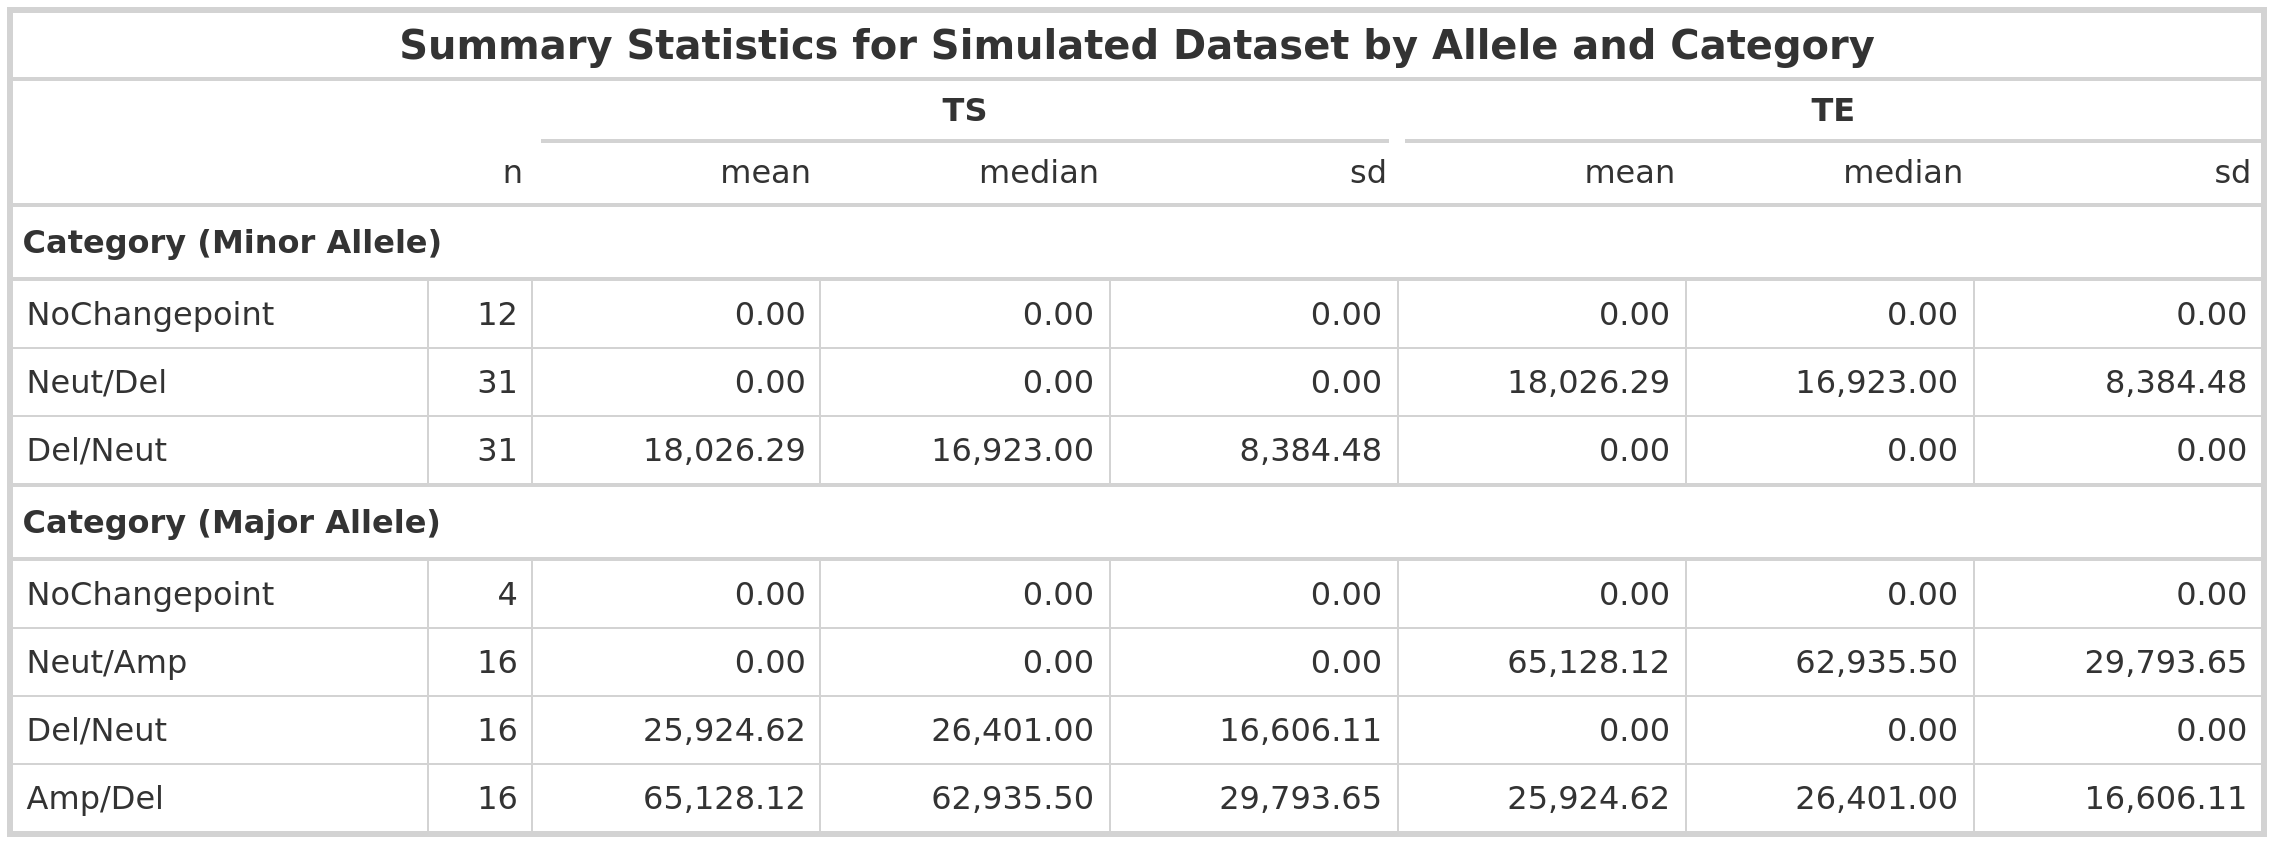 Summary Statistics for Simulated Dataset by Allele and Category
TS TE
n mean median sd mean median sd
Category (Minor Allele)
NoChangepoint 12 0.00 0.00 0.00 0.00 0.00 0.00
Neut/Del 31 0.00 0.00 0.00 18,026.29 16,923.00 8,384.48
Del/Neut 31 18,026.29 16,923.00 8,384.48 0.00 0.00 0.00
Category (Major Allele)
NoChangepoint 4 0.00 0.00 0.00 0.00 0.00 0.00
Neut/Amp 16 0.00 0.00 0.00 65,128.12 62,935.50 29,793.65
Del/Neut 16 25,924.62 26,401.00 16,606.11 0.00 0.00 0.00
Amp/Del 16 65,128.12 62,935.50 29,793.65 25,924.62 26,401.00 16,606.11